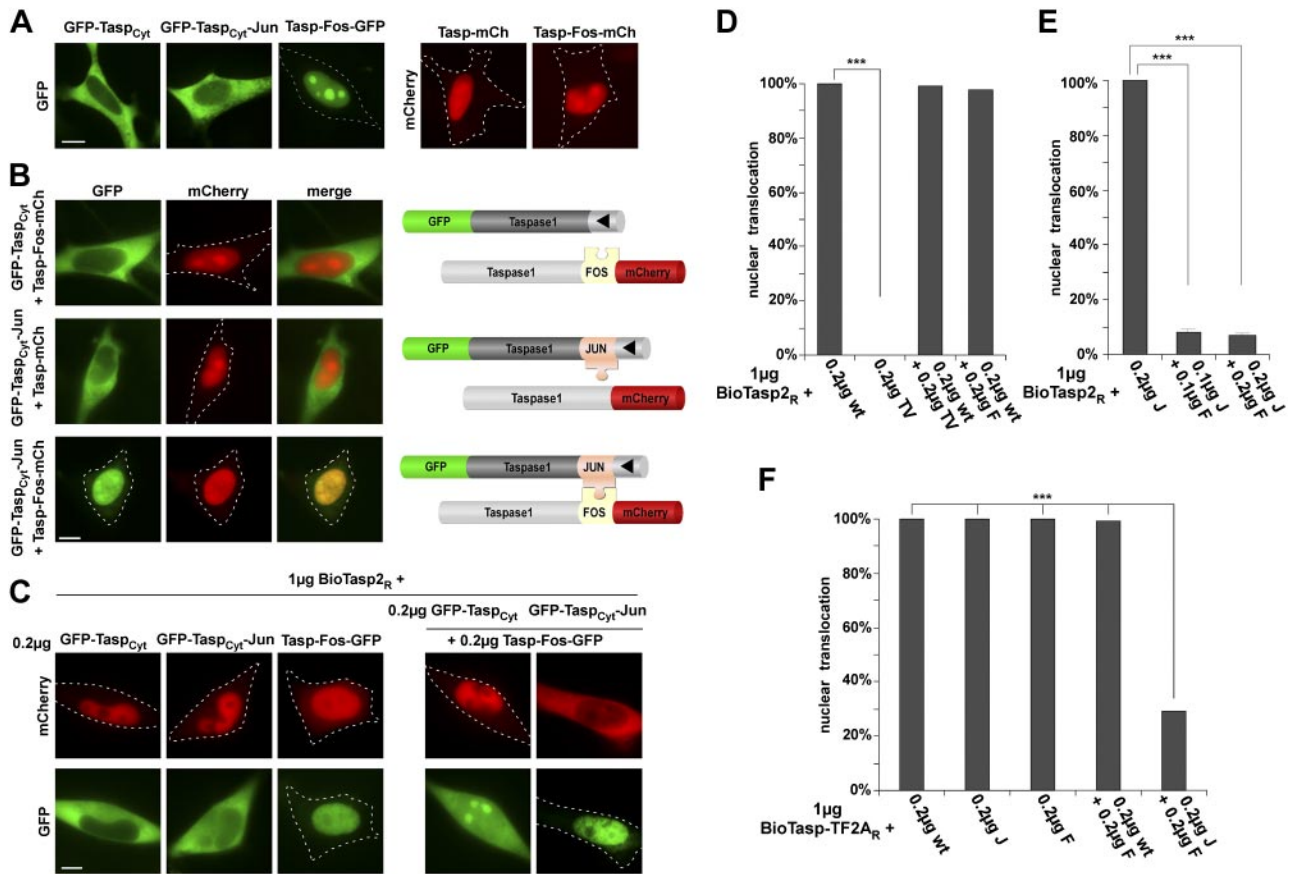 A
GFP-TaspCyt GFP-TaspCyt-Jun Tasp-Fos-GFP
GFP
Tasp-mCh Tasp-Fos-mCh
mCherry
B
GFP mCherry merge
GFP-TaspCyt
+ Tasp-Fos-mCh
GFP Taspase1
Taspase1 FOS mCherry
GFP-TaspCyt-Jun
+ Tasp-mCh
GFP Taspase1 JUN
Taspase1 mCherry
GFP-TaspCyt-Jun
+ Tasp-Fos-mCh
GFP Taspase1 JUN
Taspase1 FOS mCherry
C
1µg BioTasp2R +
0.2µg GFP-TaspCyt GFP-TaspCyt-Jun
0.2µg GFP-TaspCyt GFP-TaspCyt-Jun Tasp-Fos-GFP
+ 0.2µg Tasp-Fos-GFP
mCherry
GFP
D
***
100%
80%
60%
40%
20%
0%
nuclear translocation
1µg
BioTasp2R +
0.2µg wt
0.2µg TV
0.2µg wt
+ 0.2µg TV
0.2µg wt
+ 0.2µg F
E
***
***
100%
80%
60%
40%
20%
0%
nuclear translocation
1µg
BioTasp2R +
0.2µg J
0.1µg J
+ 0.1µg F
0.2µg J
+ 0.2µg F
F
***
100%
80%
60%
40%
20%
0%
nuclear translocation
1µg
BioTasp-TF2AR +
0.2µg wt
0.2µg J
0.2µg F
0.2µg wt
+ 0.2µg F
0.2µg J
+ 0.2µg F